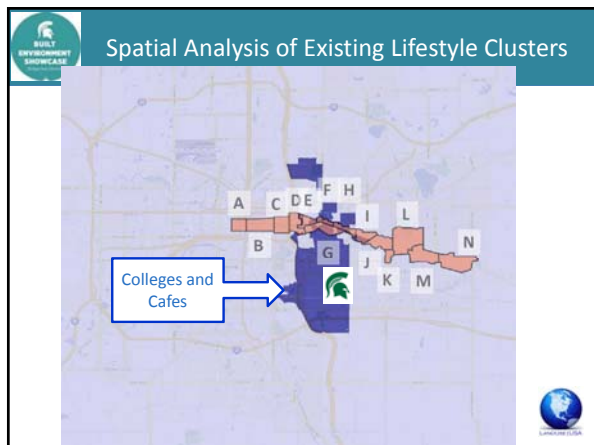 BUILT
ENVIRONMENT
SHOWCASE
Spatial Analysis of Existing Lifestyle Clusters
A
B
C
D E
F
H
I
L
N
G
J
K
M
Colleges and
Cafes